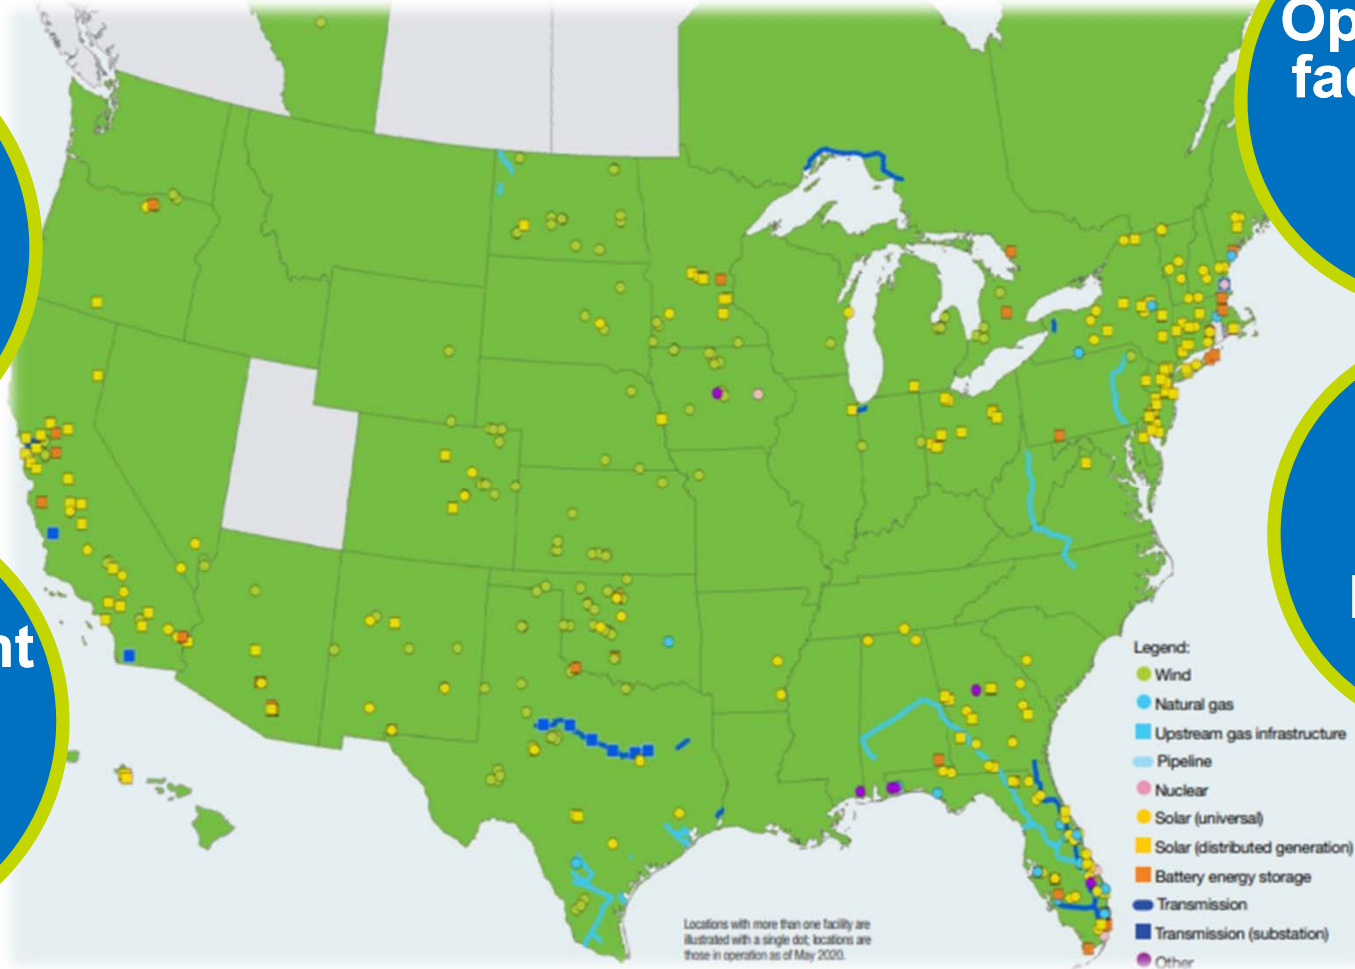 Op
fac
nt
Legend:
Wind
Natural gas
Upstream gas infrastructure
Pipeline
Nuclear
Solar (universal)
Solar (distributed generation)
Battery energy storage
Transmission
Transmission (substation)
Other
Locations with more than one facility are
illustrated with a single dot; locations are
those in operation as of May 2020.